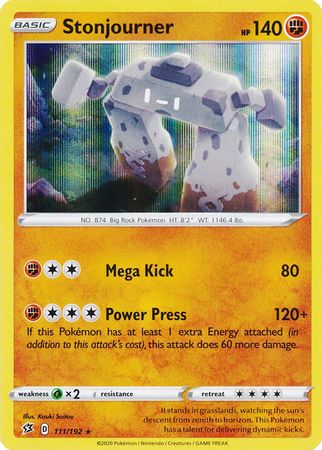 BASIC Stonjourner HP 140
NO. 874 Big Rock Pokémon HT: 8'2" WT: 1146.4 lbs.
Mega Kick 80
Power Press 120+
If this Pokémon has at least 1 extra Energy attached (in
addition to this attack's cost), this attack does 60 more damage.
weakness ×2 resistance retreat
Illus. Kouki Saitou
D 111/192 ★
©2020 Pokémon / Nintendo / Creatures / GAME FREAK
It stands in grasslands, watching the sun's
descent from zenith to horizon. This Pokémon
has a talent for delivering dynamic kicks.